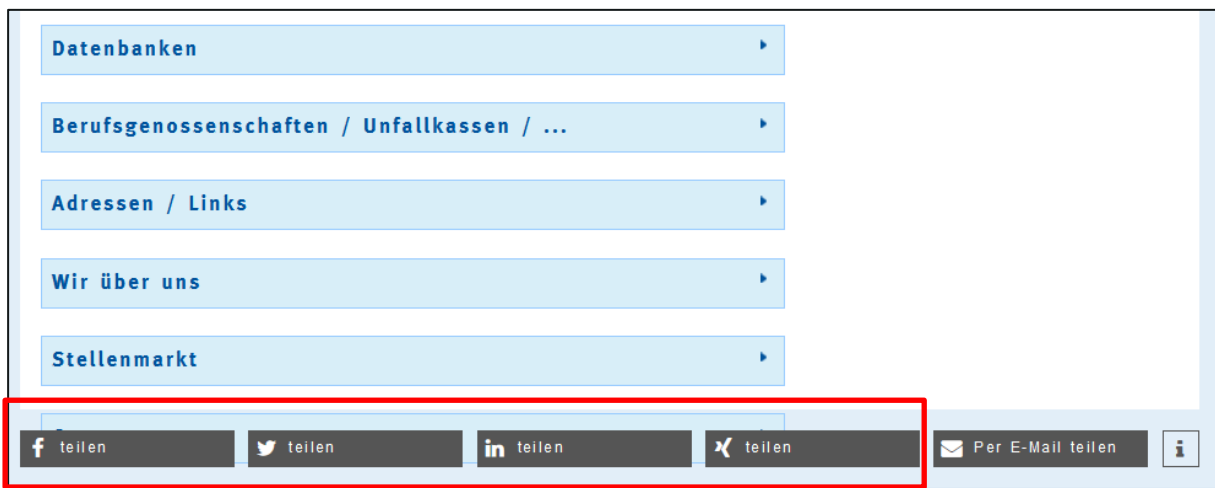 Datenbanken
Berufsgenossenschaften / Unfallkassen / ...
Adressen / Links
Wir über uns
Stellenmarkt
teilen teilen teilen teilen Per E-Mail teilen i